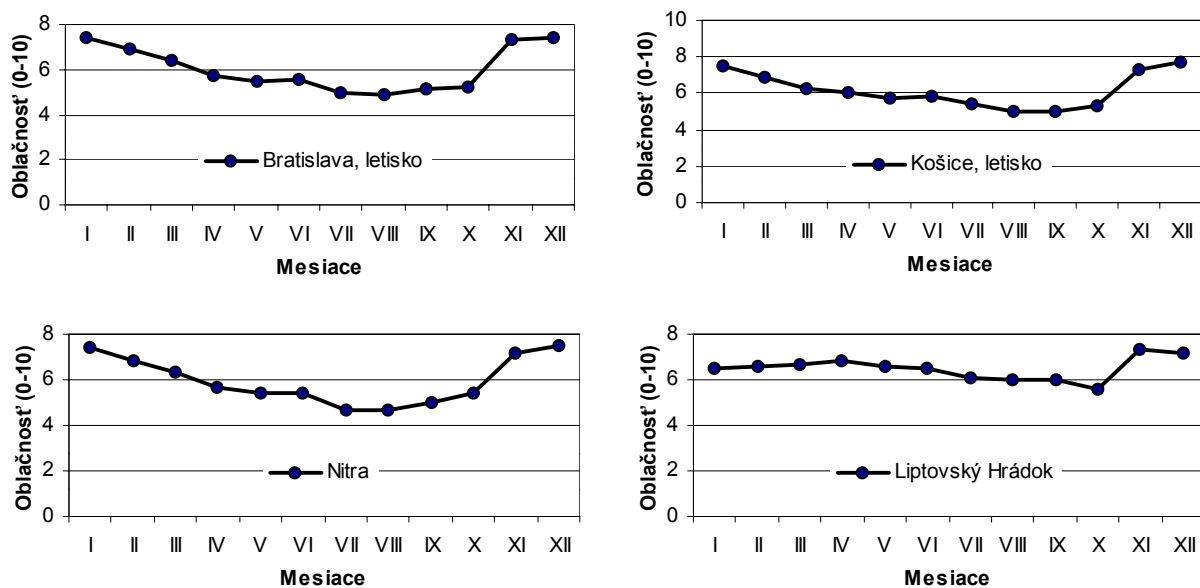 Oblačnosť (0-10)
8
6
4
2
0
Bratislava, letisko
I II III IV V VI VII VIII IX X XI XII
Mesiace
Oblačnosť (0-10)
10
8
6
4
2
0
Košice, letisko
I II III IV V VI VII VIII IX X XI XII
Mesiace
Oblačnosť (0-10)
8
6
4
2
0
Nitra
I II III IV V VI VII VIII IX X XI XII
Mesiace
Oblačnosť (0-10)
8
6
4
2
0
Liptovský Hrádok
I II III IV V VI VII VIII IX X XI XII
Mesiace